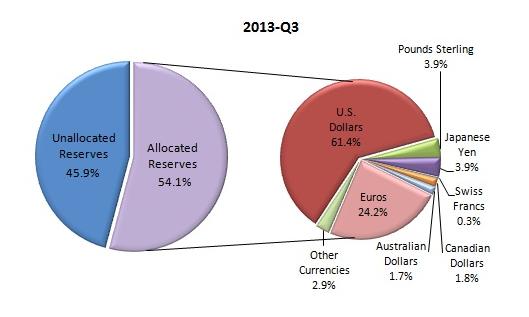 2013-Q3
Pounds Sterling
3.9%
U.S.
Dollars
61.4%
Unallocated
Reserves
45.9%
Allocated
Reserves
54.1%
Japanese
Yen
3.9%
Swiss
Francs
0.3%
Euros
24.2%
Other
Currencies
2.9%
Australian
Dollars
1.7%
Canadian
Dollars
1.8%